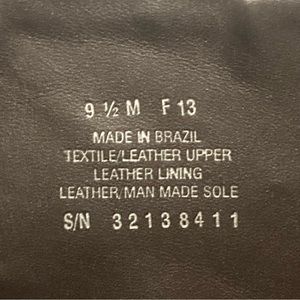 9 ½ M F 13
MADE IN BRAZIL
TEXTILE/LEATHER UPPER
LEATHER LINING
LEATHER/MAN MADE SOLE
S/N 32138411